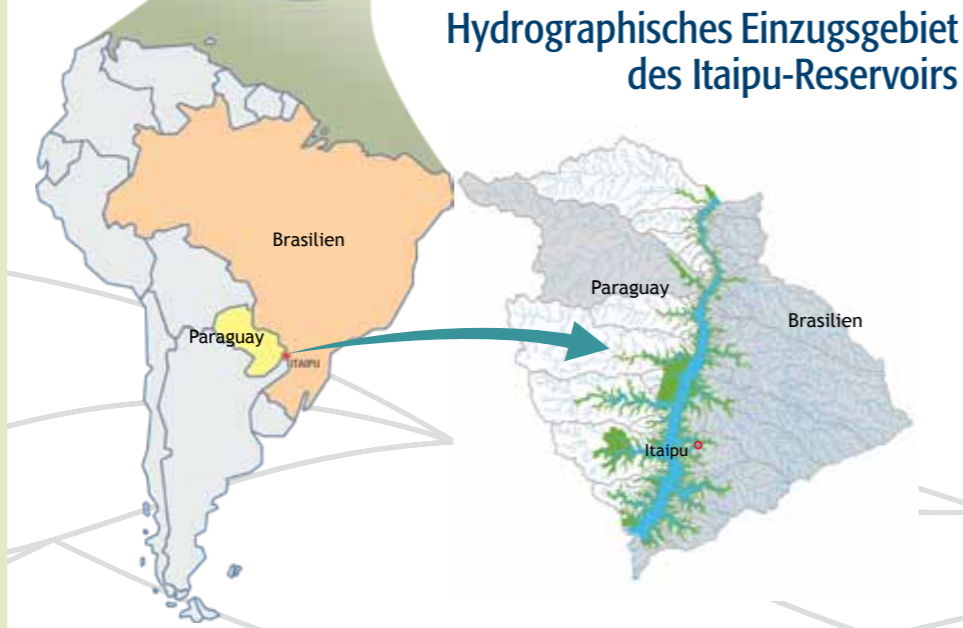 Hydrographisches Einzugsgebiet
des Itaipu-Reservoirs
Brasilien
Paraguay
ITAIPU
Paraguay
Brasilien
Itaipu